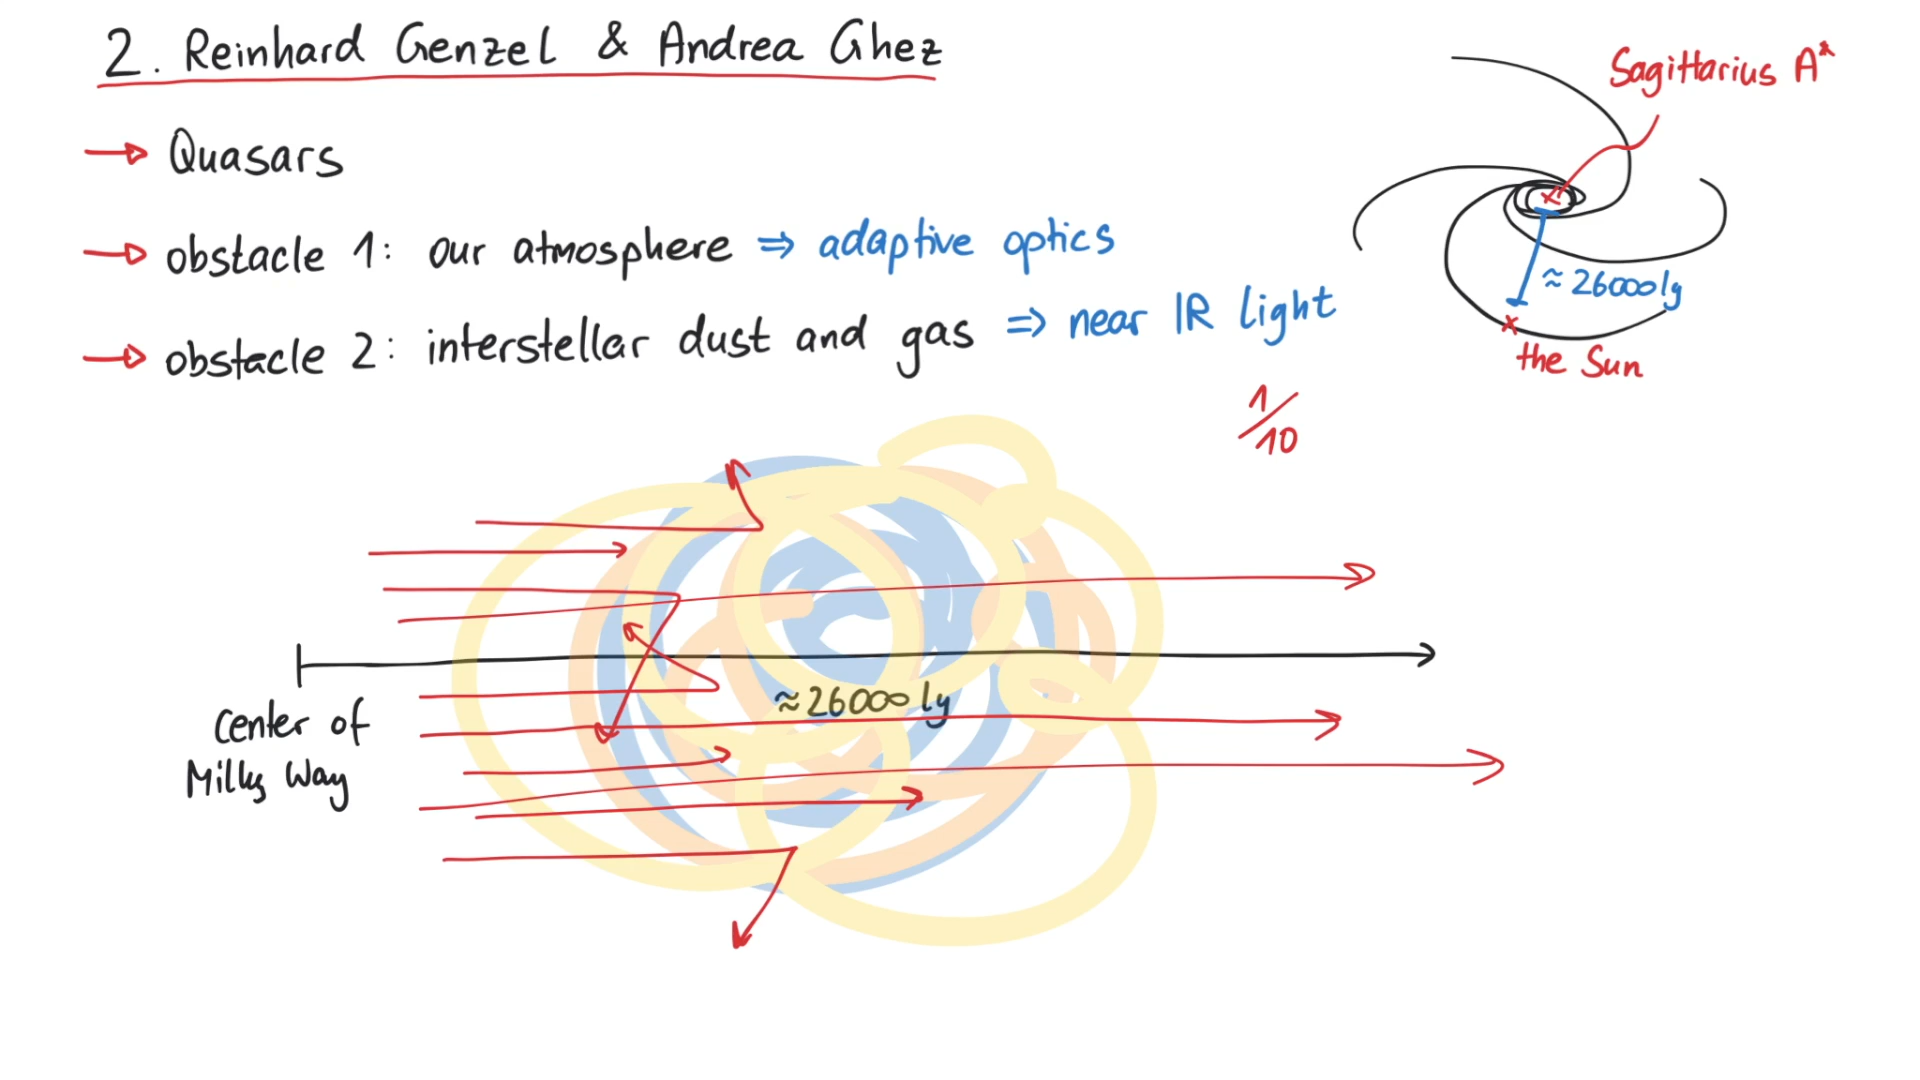 2. Reinhard Genzel & Andrea Ghez
→ Quasars
→ obstacle 1: our atmosphere ⇒ adaptive optics
→ obstacle 2: interstellar dust and gas ⇒ near IR light
1/10
Sagittarius A*
≈ 26000 ly
the Sun
≈ 26000 ly
center of
Milky Way